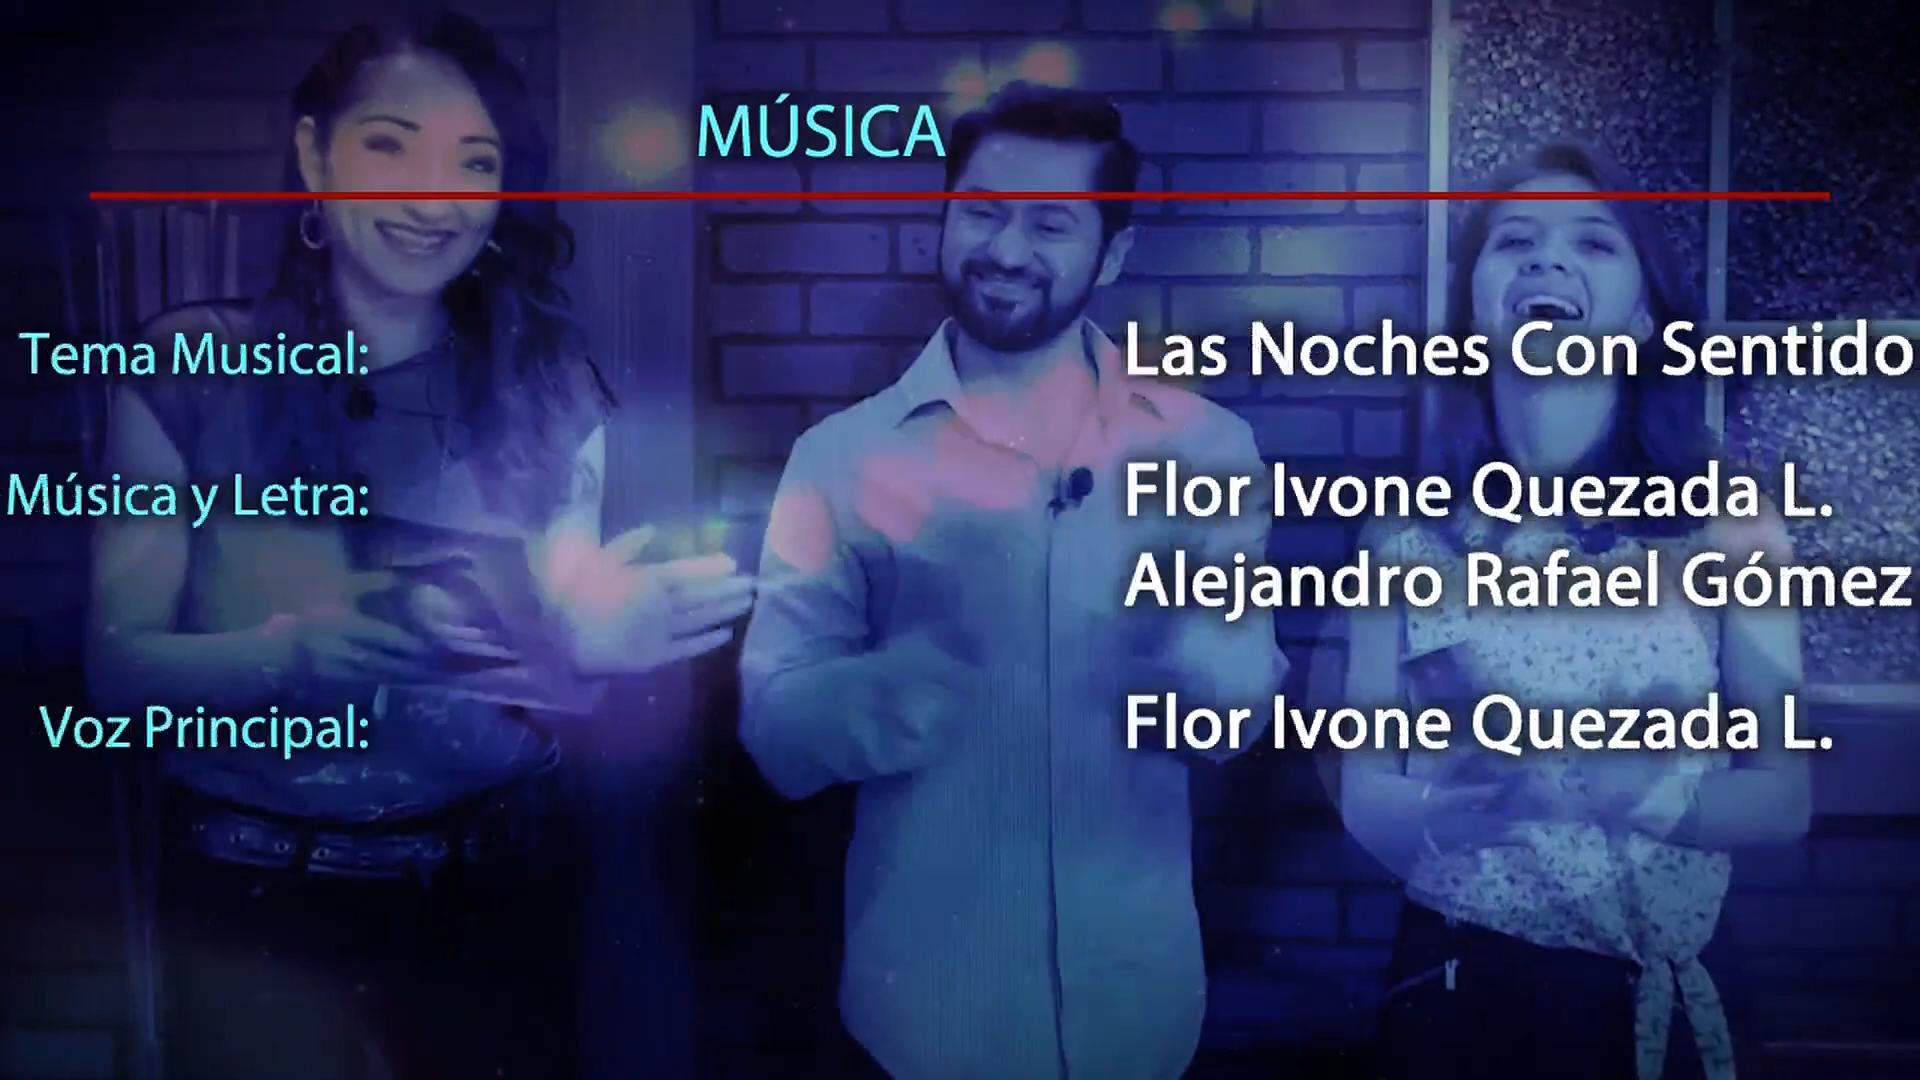 MÚSICA
Tema Musical: Las Noches Con Sentido
Música y Letra: Flor Ivone Quezada L.
Alejandro Rafael Gómez
Voz Principal: Flor Ivone Quezada L.